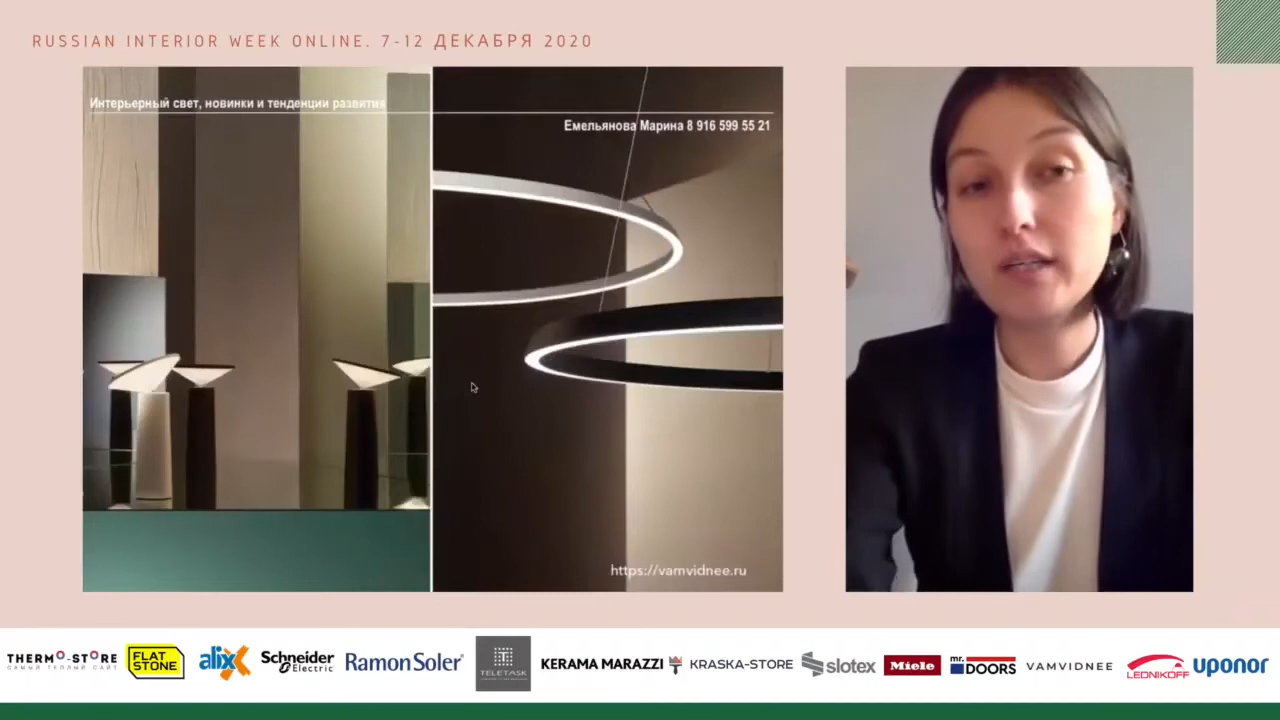 RUSSIAN INTERIOR WEEK ONLINE. 7-12 ДЕКАБРЯ 2020
Интерьерный свет, новинки и тенденции развития
Емельянова Марина 8 916 599 55 21
https://vamvidnee.ru
THERMO-STORE
САМЫЙ ТЕПЛЫЙ САЙТ
FLAT
STONE
alix
Schneider
Electric
RamonSoler®
TELETASK
KERAMA MARAZZI
KRASKA-STORE
slotex
Miele
mr.
DOORS
VAMVIDNEE
LEDNIKOFF
uponor